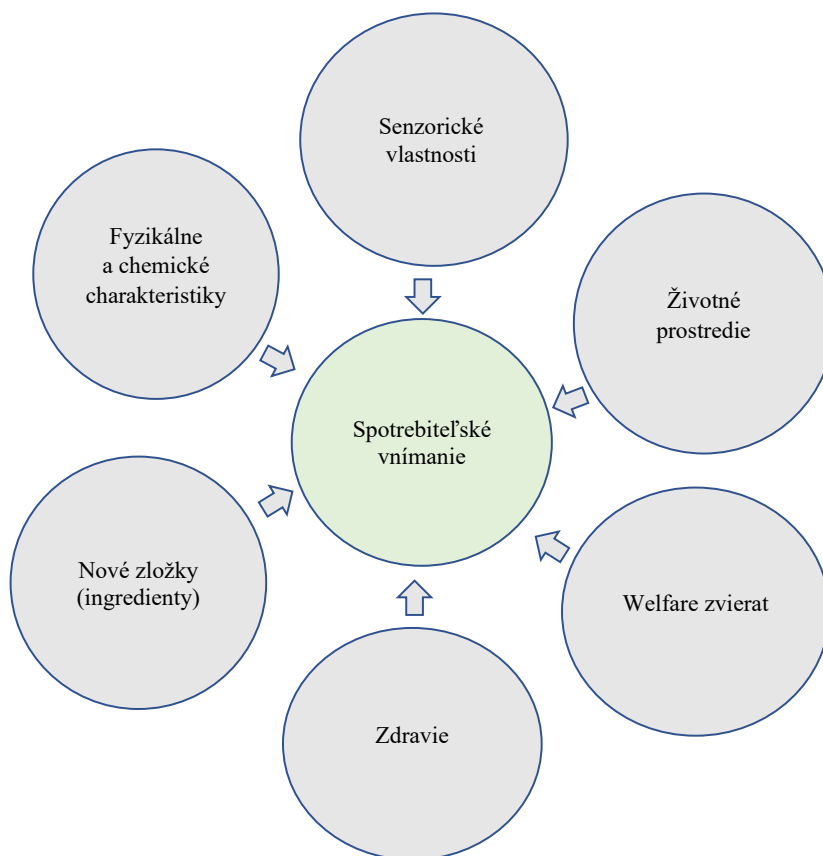 Senzorické
vlastnosti
Fyzikálne
a chemické
charakteristiky
Životné
prostredie
Spotrebiteľské
vnímanie
Nové zložky
(ingredienty)
Welfare zvierat
Zdravie